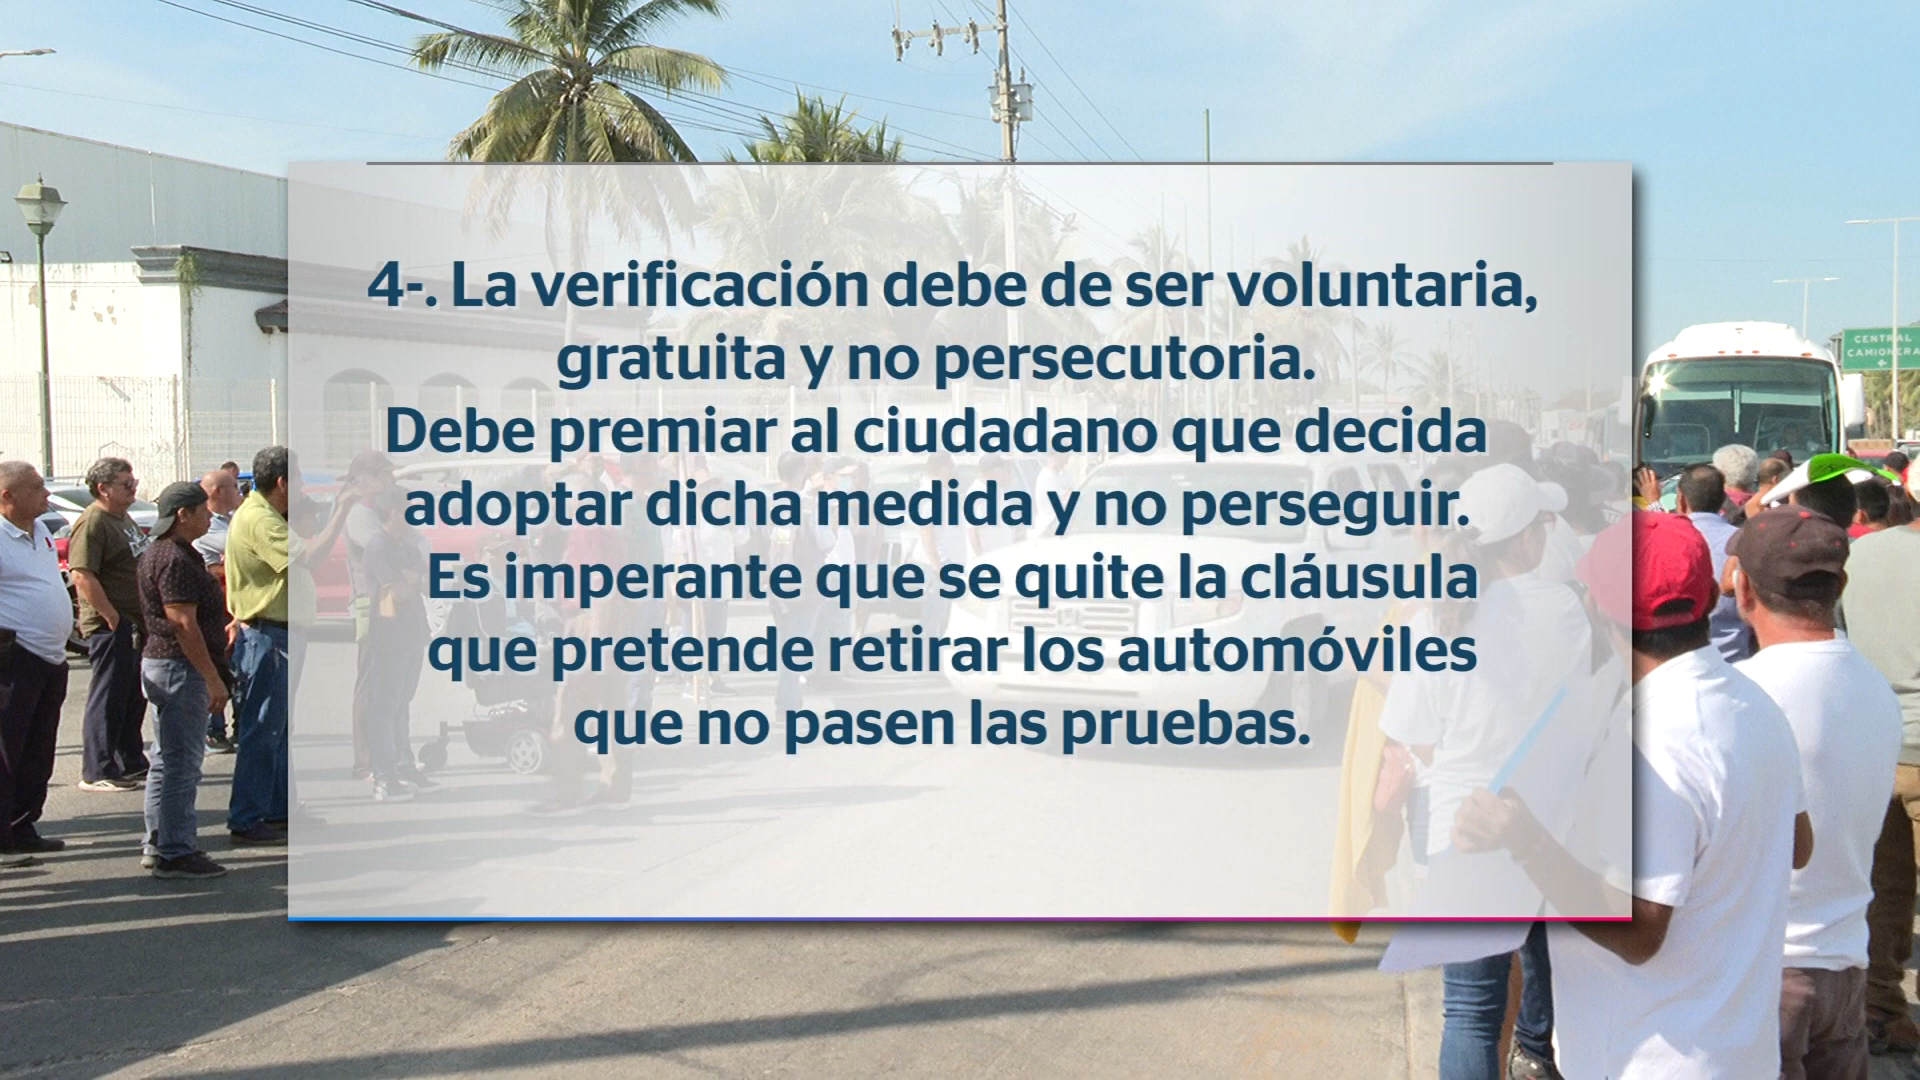 4-. La verificación debe de ser voluntaria,
gratuita y no persecutoria.
Debe premiar al ciudadano que decida
adoptar dicha medida y no perseguir.
Es imperante que se quite la cláusula
que pretende retirar los automóviles
que no pasen las pruebas.
CENTRAL